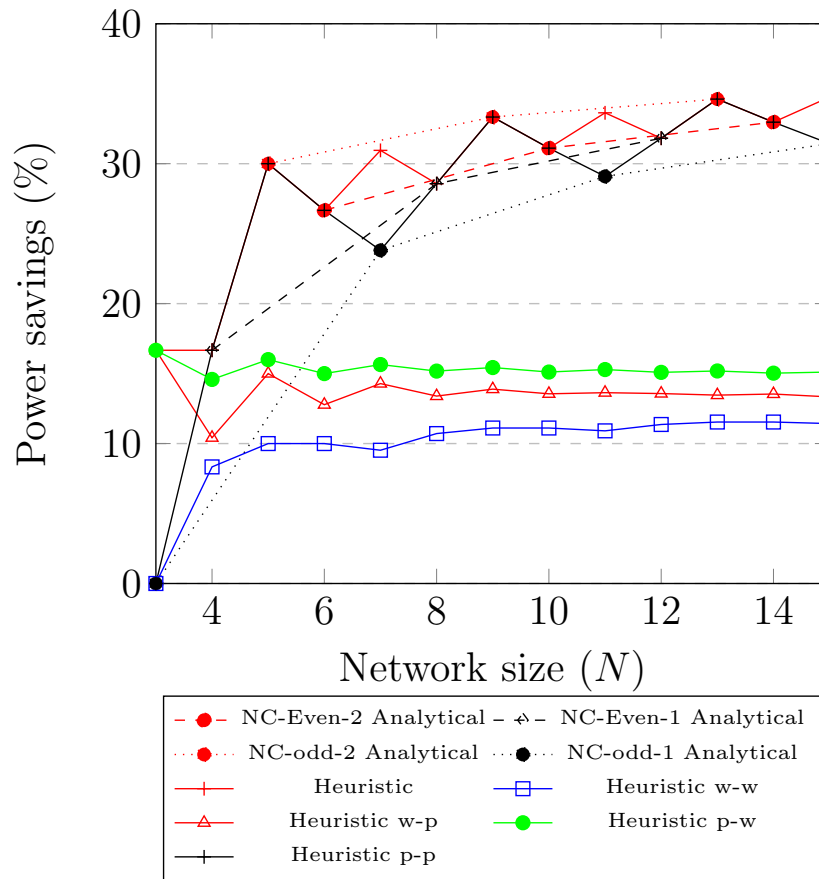 40
30
20
10
0
Power savings (%)
4 6 8 10 12 14
Network size (N)
NC-Even-2 Analytical NC-Even-1 Analytical
NC-odd-2 Analytical NC-odd-1 Analytical
Heuristic Heuristic w-w
Heuristic w-p Heuristic p-w
Heuristic p-p